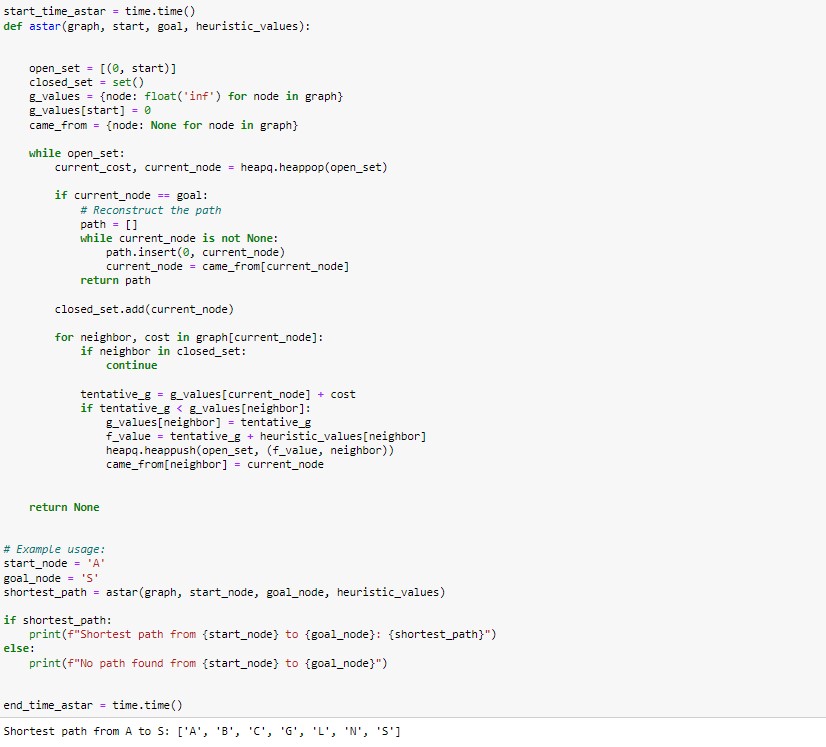 start_time_astar = time.time()
def astar(graph, start, goal, heuristic_values):
    open_set = [(0, start)]
    closed_set = set()
    g_values = {node: float('inf') for node in graph}
    g_values[start] = 0
    came_from = {node: None for node in graph}
    while open_set:
        current_cost, current_node = heapq.heappop(open_set)
        if current_node == goal:
            # Reconstruct the path
            path = []
            while current_node is not None:
                path.insert(0, current_node)
                current_node = came_from[current_node]
            return path
        closed_set.add(current_node)
        for neighbor, cost in graph[current_node]:
            if neighbor in closed_set:
                continue
            tentative_g = g_values[current_node] + cost
            if tentative_g < g_values[neighbor]:
                g_values[neighbor] = tentative_g
                f_value = tentative_g + heuristic_values[neighbor]
                heapq.heappush(open_set, (f_value, neighbor))
                came_from[neighbor] = current_node
    return None
# Example usage:
start_node = 'A'
goal_node = 'S'
shortest_path = astar(graph, start_node, goal_node, heuristic_values)
if shortest_path:
    print(f"Shortest path from {start_node} to {goal_node}: {shortest_path}")
else:
    print(f"No path found from {start_node} to {goal_node}")
end_time_astar = time.time()
Shortest path from A to S: ['A', 'B', 'C', 'G', 'L', 'N', 'S']